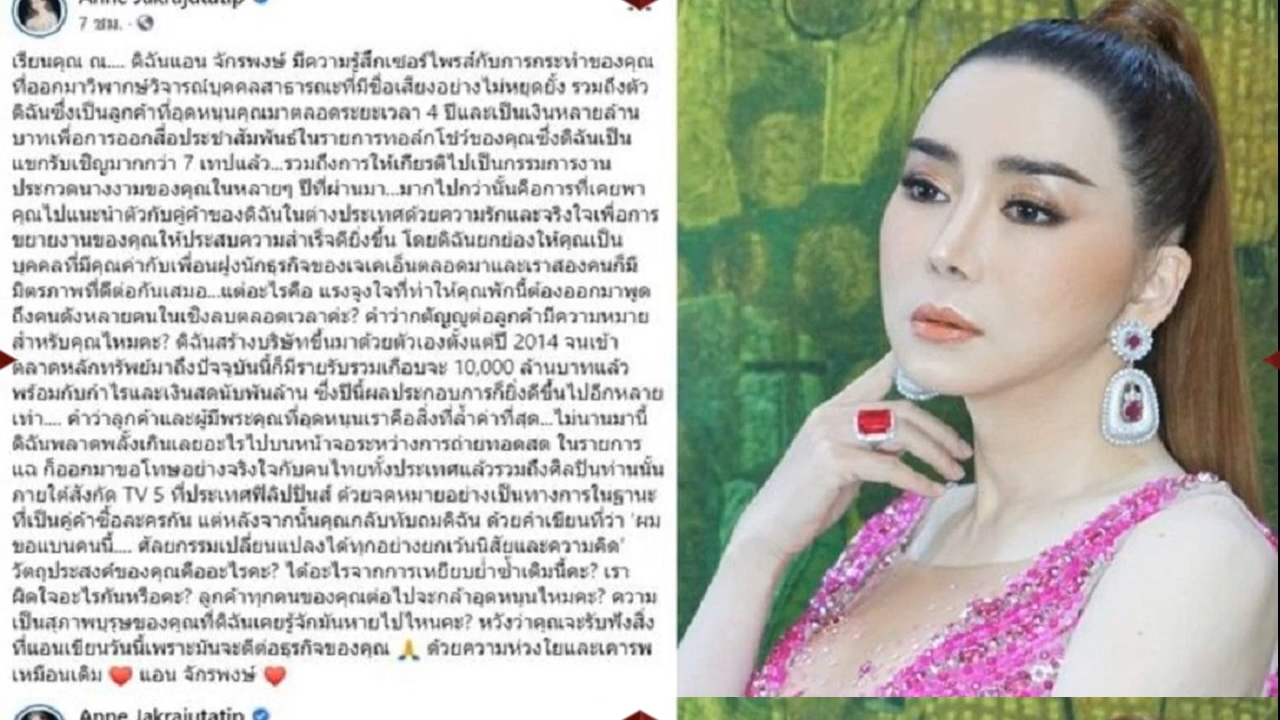 Anne Jakrajutatip
7 ชม.
เรียนคุณ ณ.... ดิฉันแอน จักรพงษ์ มีความรู้สึกเซอร์ไพรส์กับการกระทำของคุณ
ที่ออกมาวิพากษ์วิจารณ์บุคคลสาธารณะที่มีชื่อเสียงอย่างไม่หยุดยั้ง รวมถึงตัว
ดิฉันซึ่งเป็นลูกค้าที่อุดหนุนคุณมาตลอดระยะเวลา 4 ปีและเป็นเงินหลายล้าน
บาทเพื่อการออกสื่อประชาสัมพันธ์ในรายการทอล์กโชว์ของคุณซึ่งดิฉันเป็น
แขกรับเชิญมากกว่า 7 เทปแล้ว...รวมถึงการให้เกียรติไปเป็นกรรมการงาน
ประกวดนางงามของคุณในหลายๆ ปีที่ผ่านมา...มากไปกว่านั้นคือการที่เคยพา
คุณไปแนะนำตัวกับคู่ค้าของดิฉันในต่างประเทศด้วยความรักและจริงใจเพื่อการ
ขยายงานของคุณให้ประสบความสำเร็จดียิ่งขึ้น โดยดิฉันยกย่องให้คุณเป็น
บุคคลที่มีคุณค่ากับเพื่อนฝูงนักธุรกิจของเจเคเอ็นตลอดมาและเราสองคนก็มี
มิตรภาพที่ดีต่อกันเสมอ...แต่อะไรคือ แรงจูงใจที่ทำให้คุณพักนี้ต้องออกมาพูด
ถึงคนดังหลายคนในเชิงลบตลอดเวลาค่ะ? คำว่ากตัญญูต่อลูกค้ามีความหมาย
สำหรับคุณไหมคะ? ดิฉันสร้างบริษัทขึ้นมาด้วยตัวเองตั้งแต่ปี 2014 จนเข้า
ตลาดหลักทรัพย์มาถึงปัจจุบันนี้ก็มีรายรับรวมเกือบจะ 10,000 ล้านบาทแล้ว
พร้อมกับกำไรและเงินสดนับพันล้าน ซึ่งปีนี้ผลประกอบการก็ยิ่งดีขึ้นไปอีกหลาย
เท่า.... คำว่าลูกค้าและผู้มีพระคุณที่อุดหนุนเราคือสิ่งที่ล้ำค่าที่สุด...ไม่นานมานี้
ดิฉันพลาดพลั้งเกินเลยอะไรไปบนหน้าจอระหว่างการถ่ายทอดสด ในรายการ
แฉ ก็ออกมาขอโทษอย่างจริงใจกับคนไทยทั้งประเทศแล้วรวมถึงศิลปินท่านนั้น
ภายใต้สังกัด TV 5 ที่ประเทศฟิลิปปินส์ ด้วยจดหมายอย่างเป็นทางการในฐานะ
ที่เป็นคู่ค้าซื้อละครกัน แต่หลังจากนั้นคุณกลับทับถมดิฉัน ด้วยคำเขียนที่ว่า 'ผม
ขอแบนคนนี้.... ศัลยกรรมเปลี่ยนแปลงได้ทุกอย่างยกเว้นนิสัยและความคิด'
วัตถุประสงค์ของคุณคืออะไรคะ? ได้อะไรจากการเหยียบย่ำซ้ำเติมนี้คะ? เรา
ผิดใจอะไรกันหรือคะ? ลูกค้าทุกคนของคุณต่อไปจะกล้าอุดหนุนไหมคะ? ความ
เป็นสุภาพบุรุษของคุณที่ดิฉันเคยรู้จักมันหายไปไหนคะ? หวังว่าคุณจะรับฟังสิ่ง
ที่แอนเขียนวันนี้เพราะมันจะดีต่อธุรกิจของคุณ 🙏 ด้วยความห่วงใยและเคารพ
เหมือนเดิม ♥️ แอน จักรพงษ์ ♥️
Anne Jakrajutatip